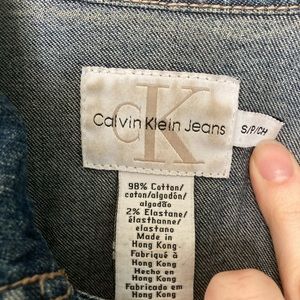 CK
Calvin Klein Jeans
S/P/CH
98% Cotton/
coton/algodón/
algodão
2% Elastane/
élasthanne/
elastano
Made in
Hong Kong
Fabriqué à
Hong Kong
Hecho en
Hong Kong
Fabricado em
Hong Kong